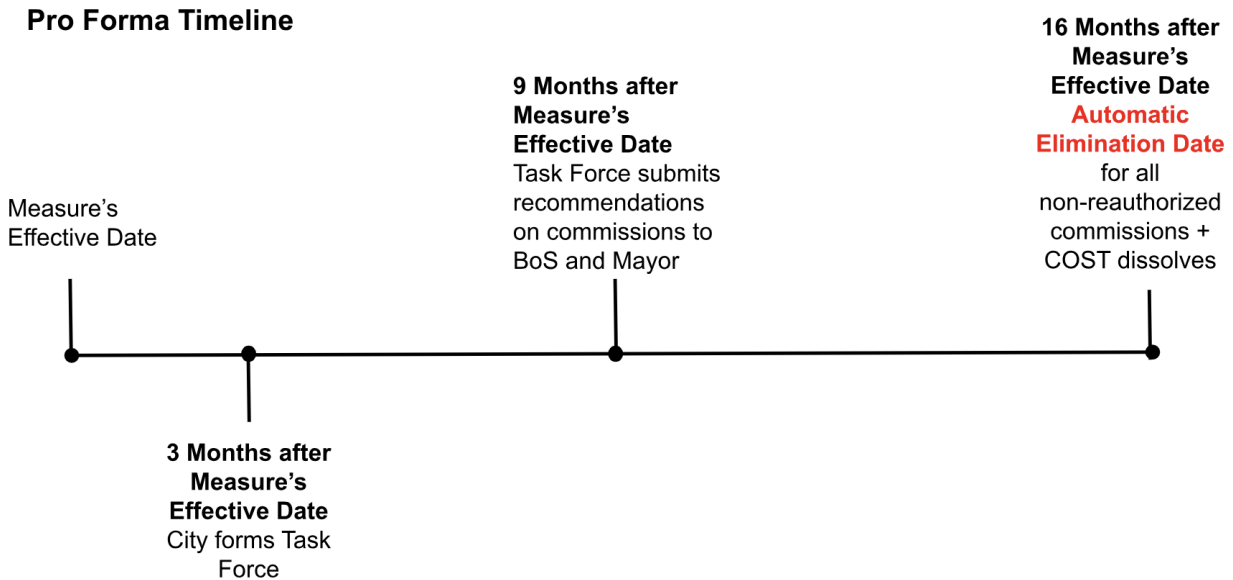 Pro Forma Timeline
Measure’s
Effective Date
3 Months after
Measure’s
Effective Date
City forms Task
Force
9 Months after
Measure’s
Effective Date
Task Force submits
recommendations
on commissions to
BoS and Mayor
16 Months after
Measure’s
Effective Date
Automatic
Elimination Date
for all
non-reauthorized
commissions +
COST dissolves